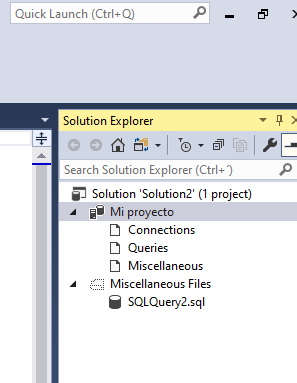 Quick Launch (Ctrl+Q)
Solution Explorer
Search Solution Explorer (Ctrl+´)
Solution 'Solution2' (1 project)
Mi proyecto
Connections
Queries
Miscellaneous
Miscellaneous Files
SQLQuery2.sql